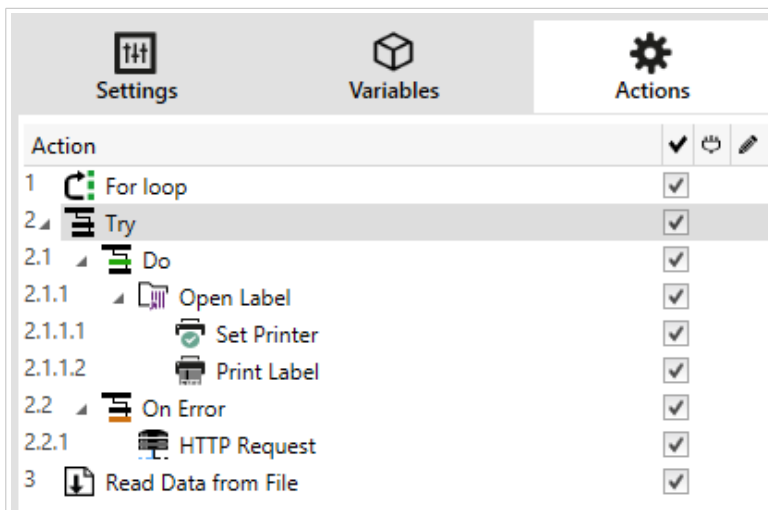 Settings Variables Actions
Action
1 For loop
2 Try
2.1 Do
2.1.1 Open Label
2.1.1.1 Set Printer
2.1.1.2 Print Label
2.2 On Error
2.2.1 HTTP Request
3 Read Data from File